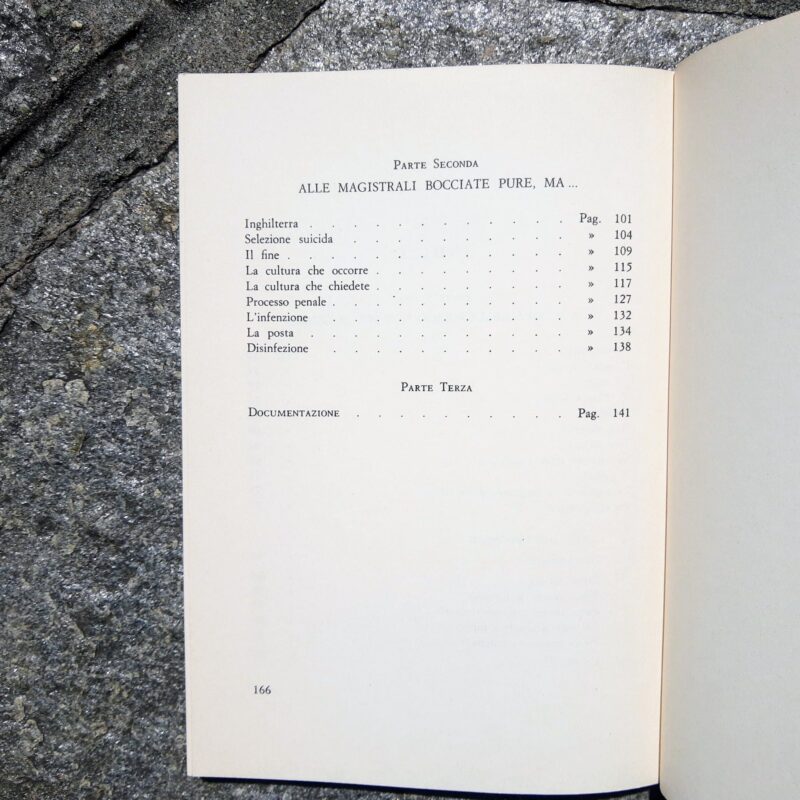 Parte Seconda
ALLE MAGISTRALI BOCCIATE PURE, MA ...
Inghilterra . . . . . . . . . . . . Pag. 101
Selezione suicida . . . . . . . . . . » 104
Il fine . . . . . . . . . . . . . » 109
La cultura che occorre . . . . . . . . . » 115
La cultura che chiedete . . . . . . . . . » 117
Processo penale . . . . . . . . . . . » 127
L'infenzione . . . . . . . . . . . » 132
La posta . . . . . . . . . . . . » 134
Disinfezione . . . . . . . . . . . » 138
Parte Terza
Documentazione . . . . . . . . . . Pag. 141
166